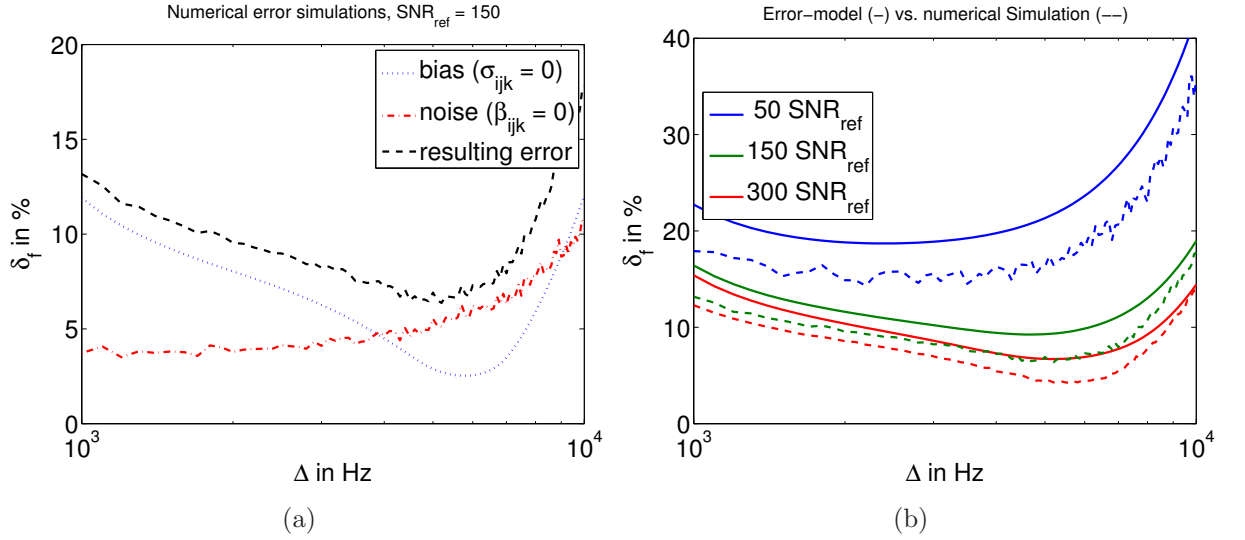 Numerical error simulations, SNR_ref = 150
20
15
10
5
0
δ_f in %
10^3
10^4
Δ in Hz
bias (σ_ijk = 0)
noise (β_ijk = 0)
resulting error
(a)
Error−model (−) vs. numerical Simulation (−−)
40
30
20
10
0
δ_f in %
10^3
10^4
Δ in Hz
50 SNR_ref
150 SNR_ref
300 SNR_ref
(b)